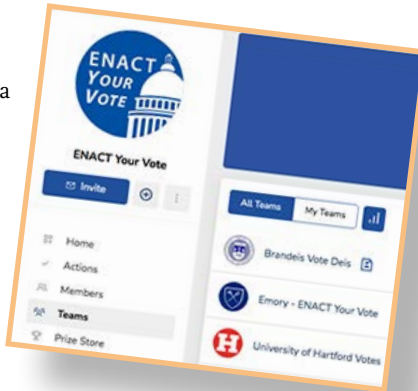 a
ENACT
YOUR
VOTE
ENACT Your Vote
Invite
Home
Actions
Members
Teams
Prize Store
All Teams
My Teams
Brandeis Vote Deis
Emory - ENACT Your Vote
H
University of Hartford Votes